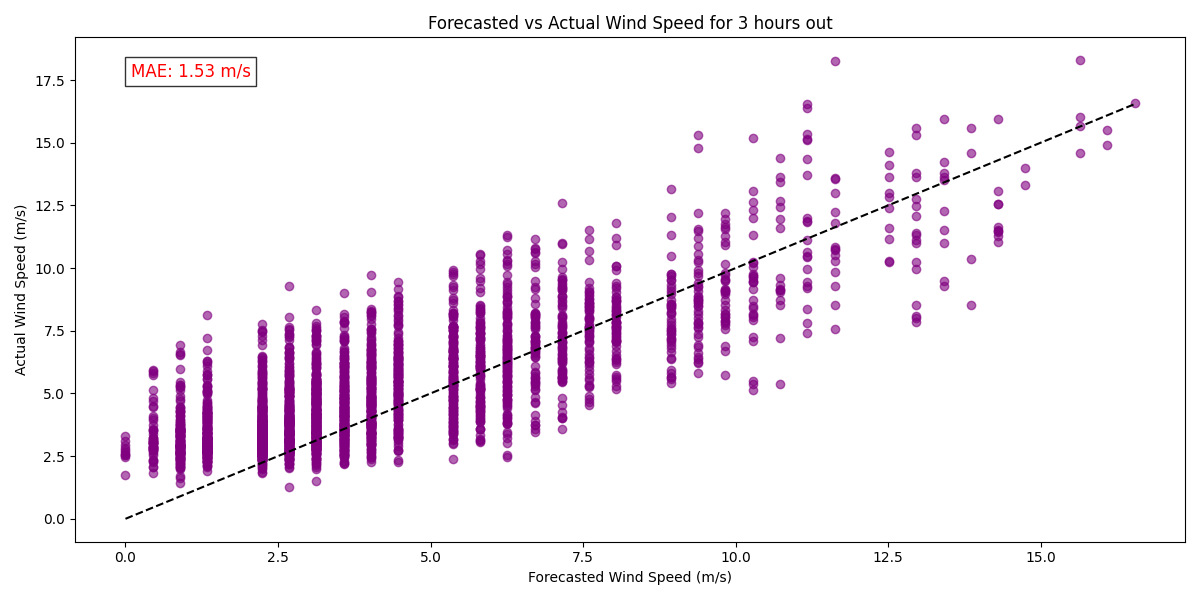 Forecasted vs Actual Wind Speed for 3 hours out
MAE: 1.53 m/s
Actual Wind Speed (m/s)
17.5
15.0
12.5
10.0
7.5
5.0
2.5
0.0
0.0 2.5 5.0 7.5 10.0 12.5 15.0
Forecasted Wind Speed (m/s)